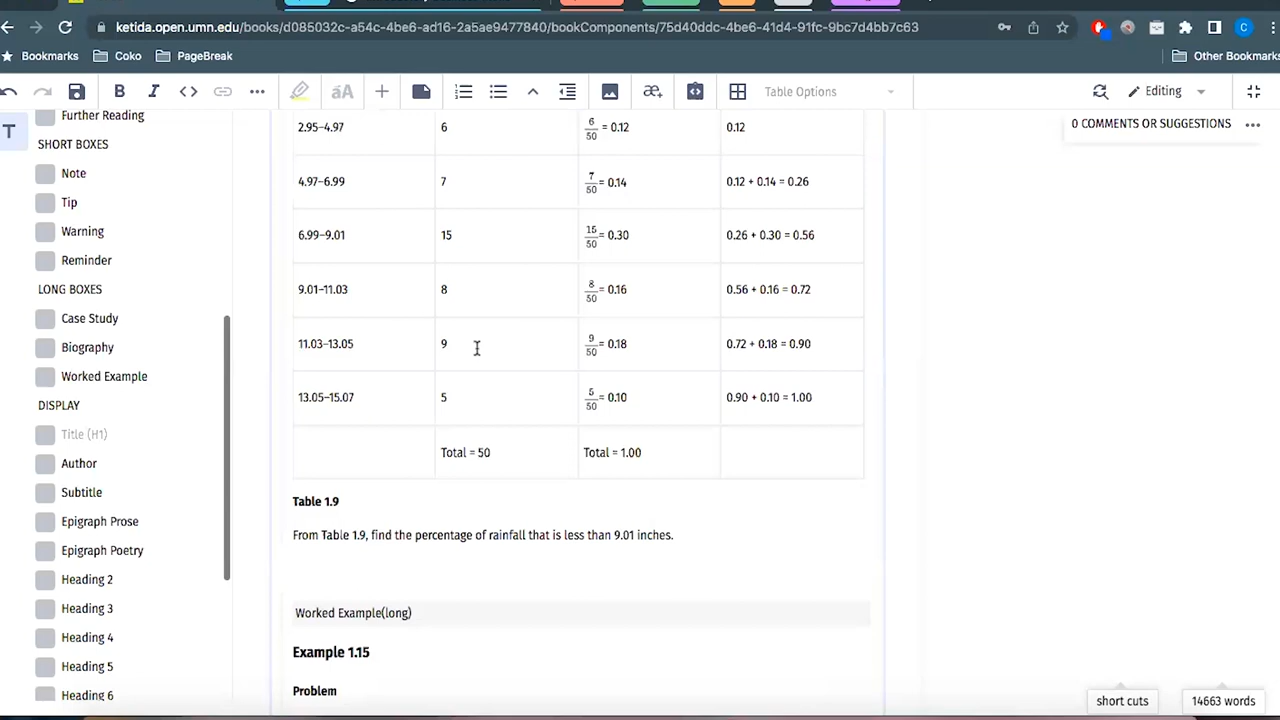 ketida.open.umn.edu/books/d085032c-a54c-4be6-ad16-2a5ae9477840/bookComponents/75d40ddc-4be6-41d4-91fc-9bc7d4bb7c63
C
Bookmarks Coko PageBreak Other Bookmarks
B I aA æ+ Table Options Editing
T
Further Reading
SHORT BOXES
Note
Tip
Warning
Reminder
LONG BOXES
Case Study
Biography
Worked Example
DISPLAY
Title (H1)
Author
Subtitle
Epigraph Prose
Epigraph Poetry
Heading 2
Heading 3
Heading 4
Heading 5
Heading 6
2.95–4.97 6 6/50 = 0.12 0.12
4.97–6.99 7 7/50 = 0.14 0.12 + 0.14 = 0.26
6.99–9.01 15 15/50 = 0.30 0.26 + 0.30 = 0.56
9.01–11.03 8 8/50 = 0.16 0.56 + 0.16 = 0.72
11.03–13.05 9 9/50 = 0.18 0.72 + 0.18 = 0.90
13.05–15.07 5 5/50 = 0.10 0.90 + 0.10 = 1.00
Total = 50 Total = 1.00
Table 1.9
From Table 1.9, find the percentage of rainfall that is less than 9.01 inches.
Worked Example(long)
Example 1.15
Problem
0 COMMENTS OR SUGGESTIONS
short cuts 14663 words